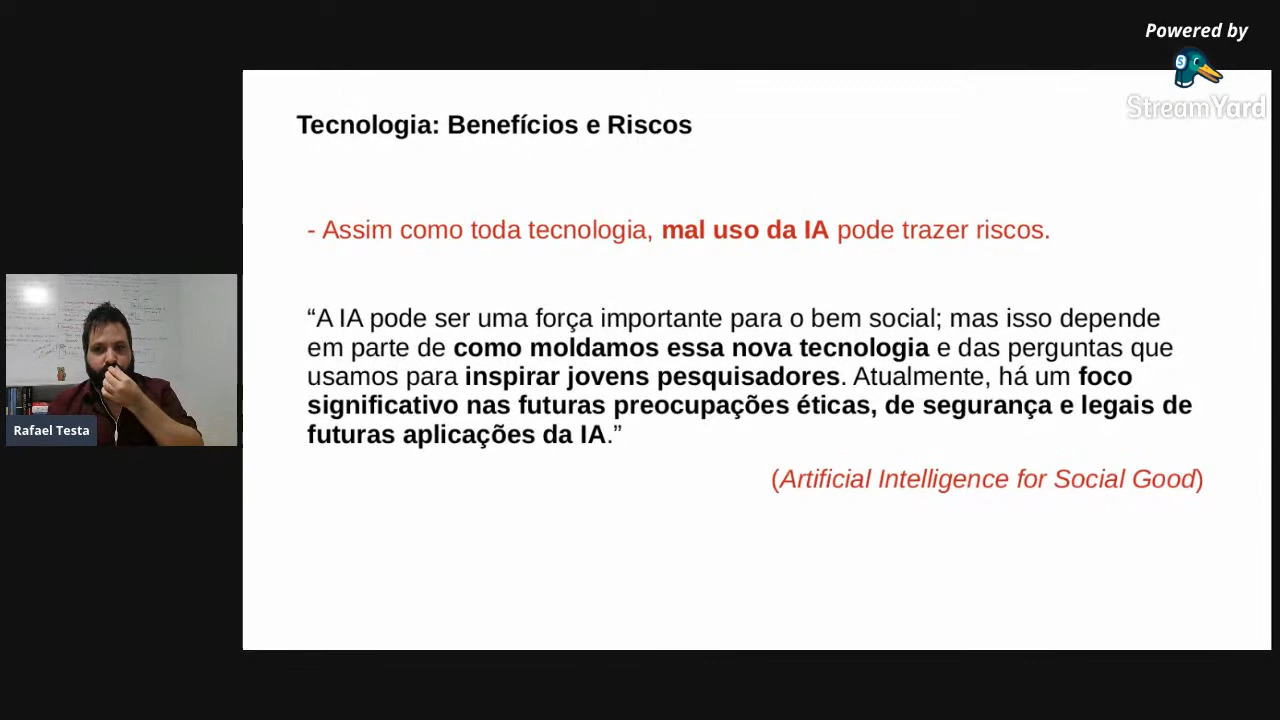 Powered by
StreamYard
Tecnologia: Benefícios e Riscos
- Assim como toda tecnologia, mal uso da IA pode trazer riscos.
“A IA pode ser uma força importante para o bem social; mas isso depende
em parte de como moldamos essa nova tecnologia e das perguntas que
usamos para inspirar jovens pesquisadores. Atualmente, há um foco
significativo nas futuras preocupações éticas, de segurança e legais de
futuras aplicações da IA.”
(Artificial Intelligence for Social Good)
Rafael Testa